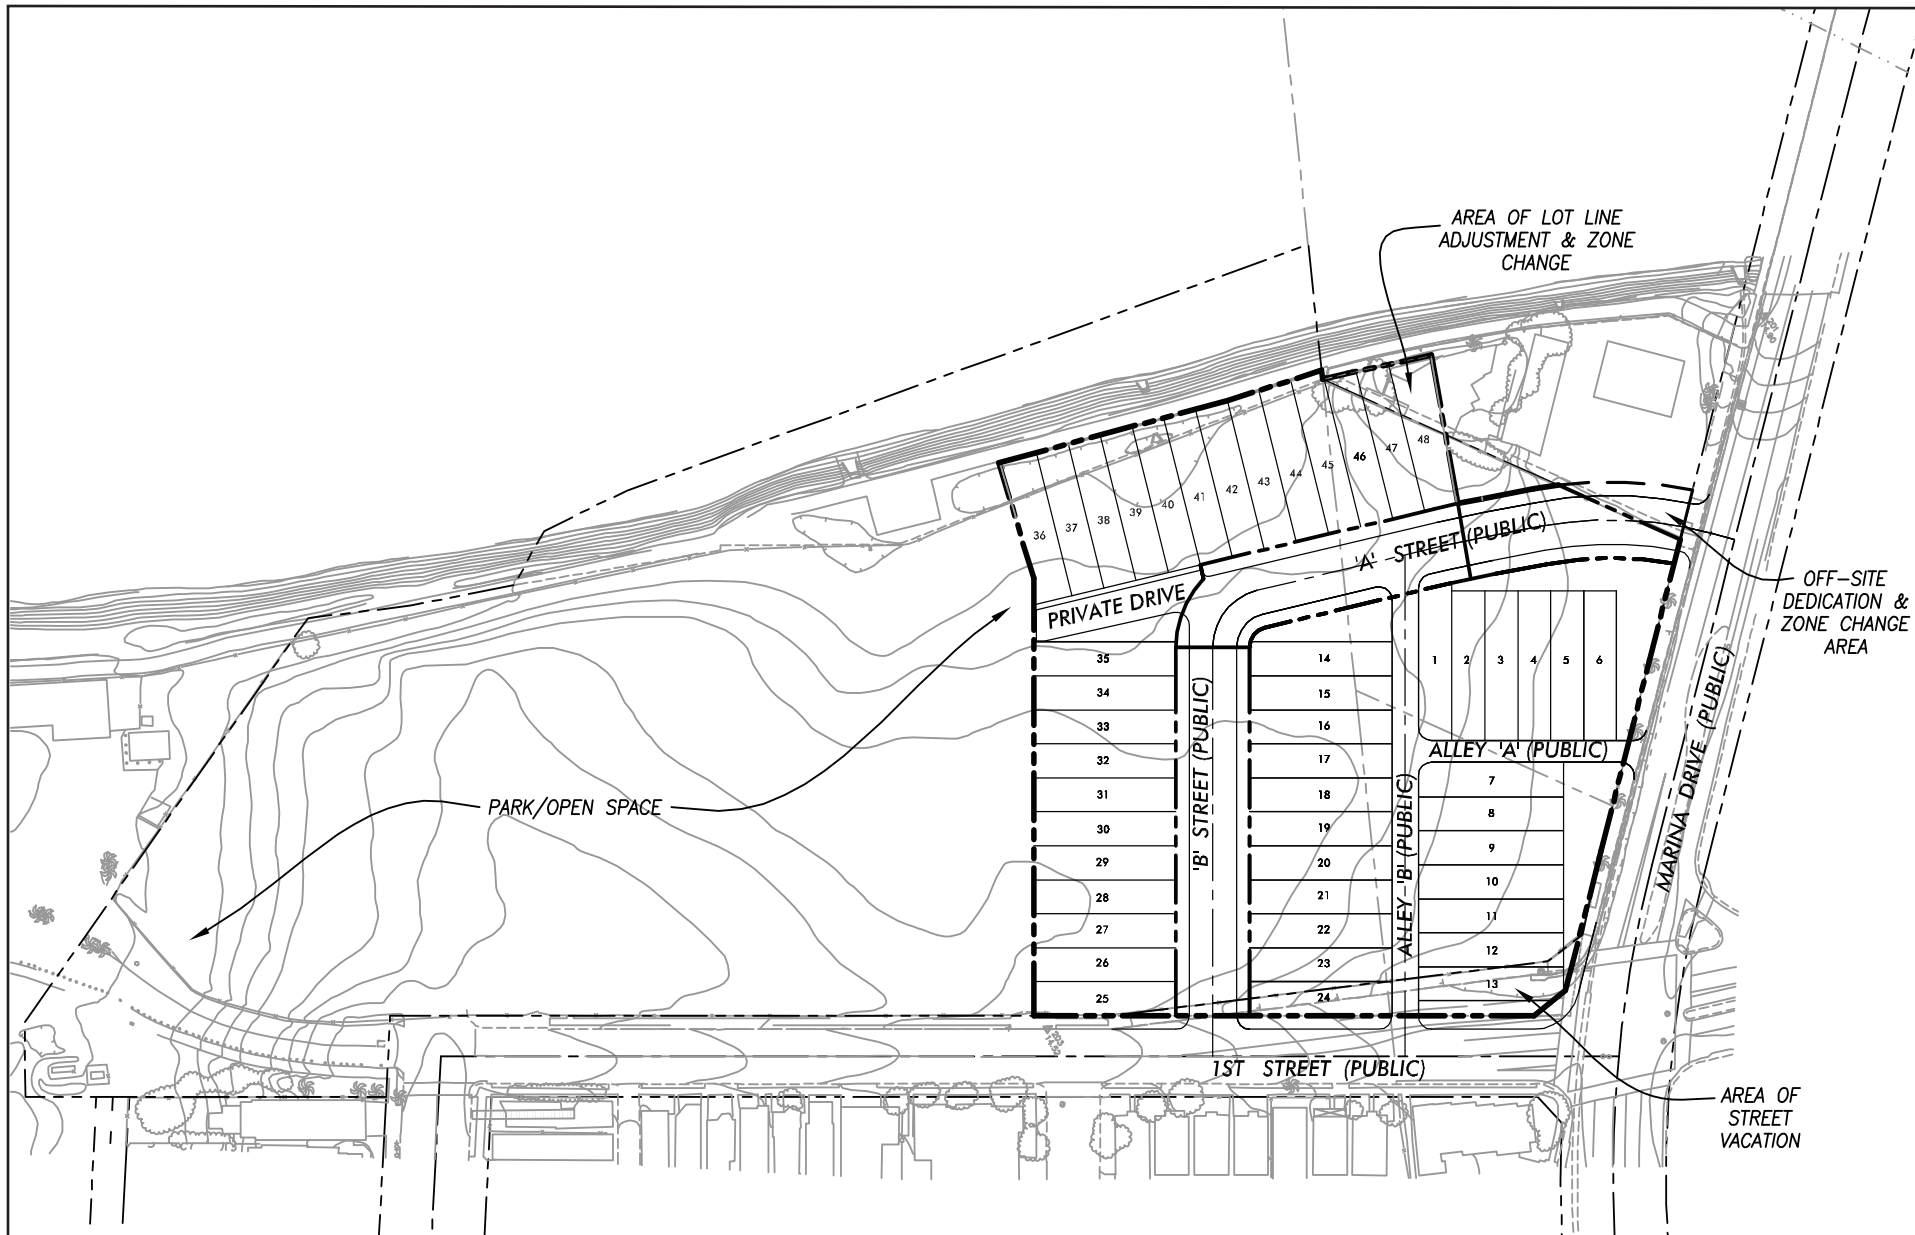 AREA OF LOT LINE
ADJUSTMENT & ZONE
CHANGE
48
47
46
45
44
43
42
41
40
39
38
37
36
'A' STREET (PUBLIC)
PRIVATE DRIVE
OFF-SITE
DEDICATION &
ZONE CHANGE
AREA
35
34
33
32
31
30
29
28
27
26
25
'B' STREET (PUBLIC)
14
15
16
17
18
19
20
21
22
23
24
ALLEY 'B' (PUBLIC)
1 2 3 4 5 6
ALLEY 'A' (PUBLIC)
7
8
9
10
11
12
13
MARINA DRIVE (PUBLIC)
PARK/OPEN SPACE
1ST STREET (PUBLIC)
AREA OF
STREET
VACATION